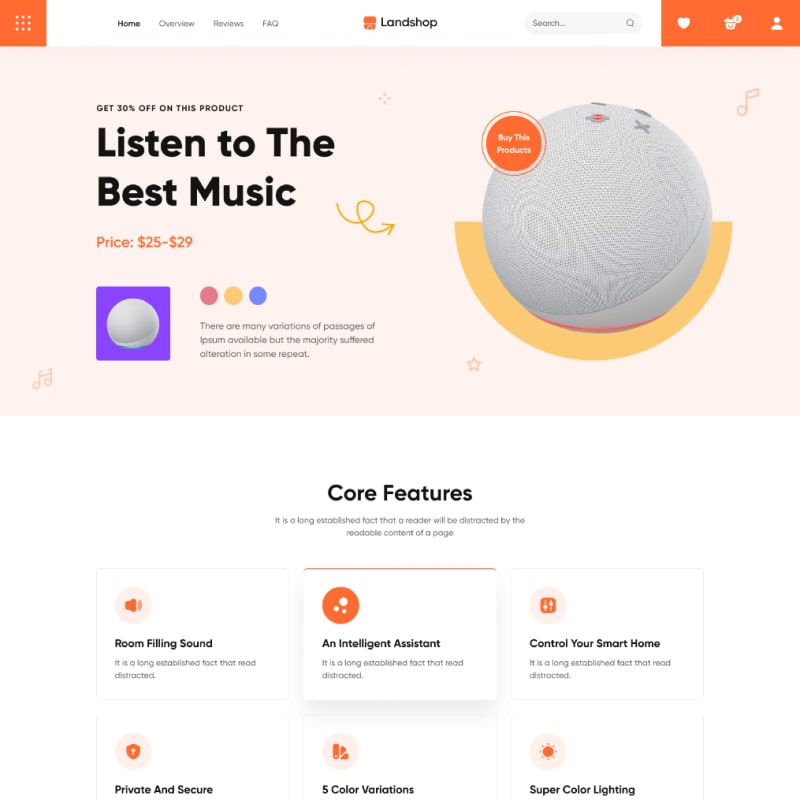 Home Overview Reviews FAQ
Landshop
Search...
2
GET 30% OFF ON THIS PRODUCT
Listen to The
Best Music
Price: $25-$29
Buy This
Products
There are many variations of passages of
Ipsum available but the majority suffered
alteration in some repeat.
Core Features
It is a long established fact that a reader will be distracted by the
readable content of a page
Room Filling Sound
It is a long established fact that read
distracted.
An Intelligent Assistant
It is a long established fact that read
distracted.
Control Your Smart Home
It is a long established fact that read
distracted.
Private And Secure
5 Color Variations
Super Color Lighting